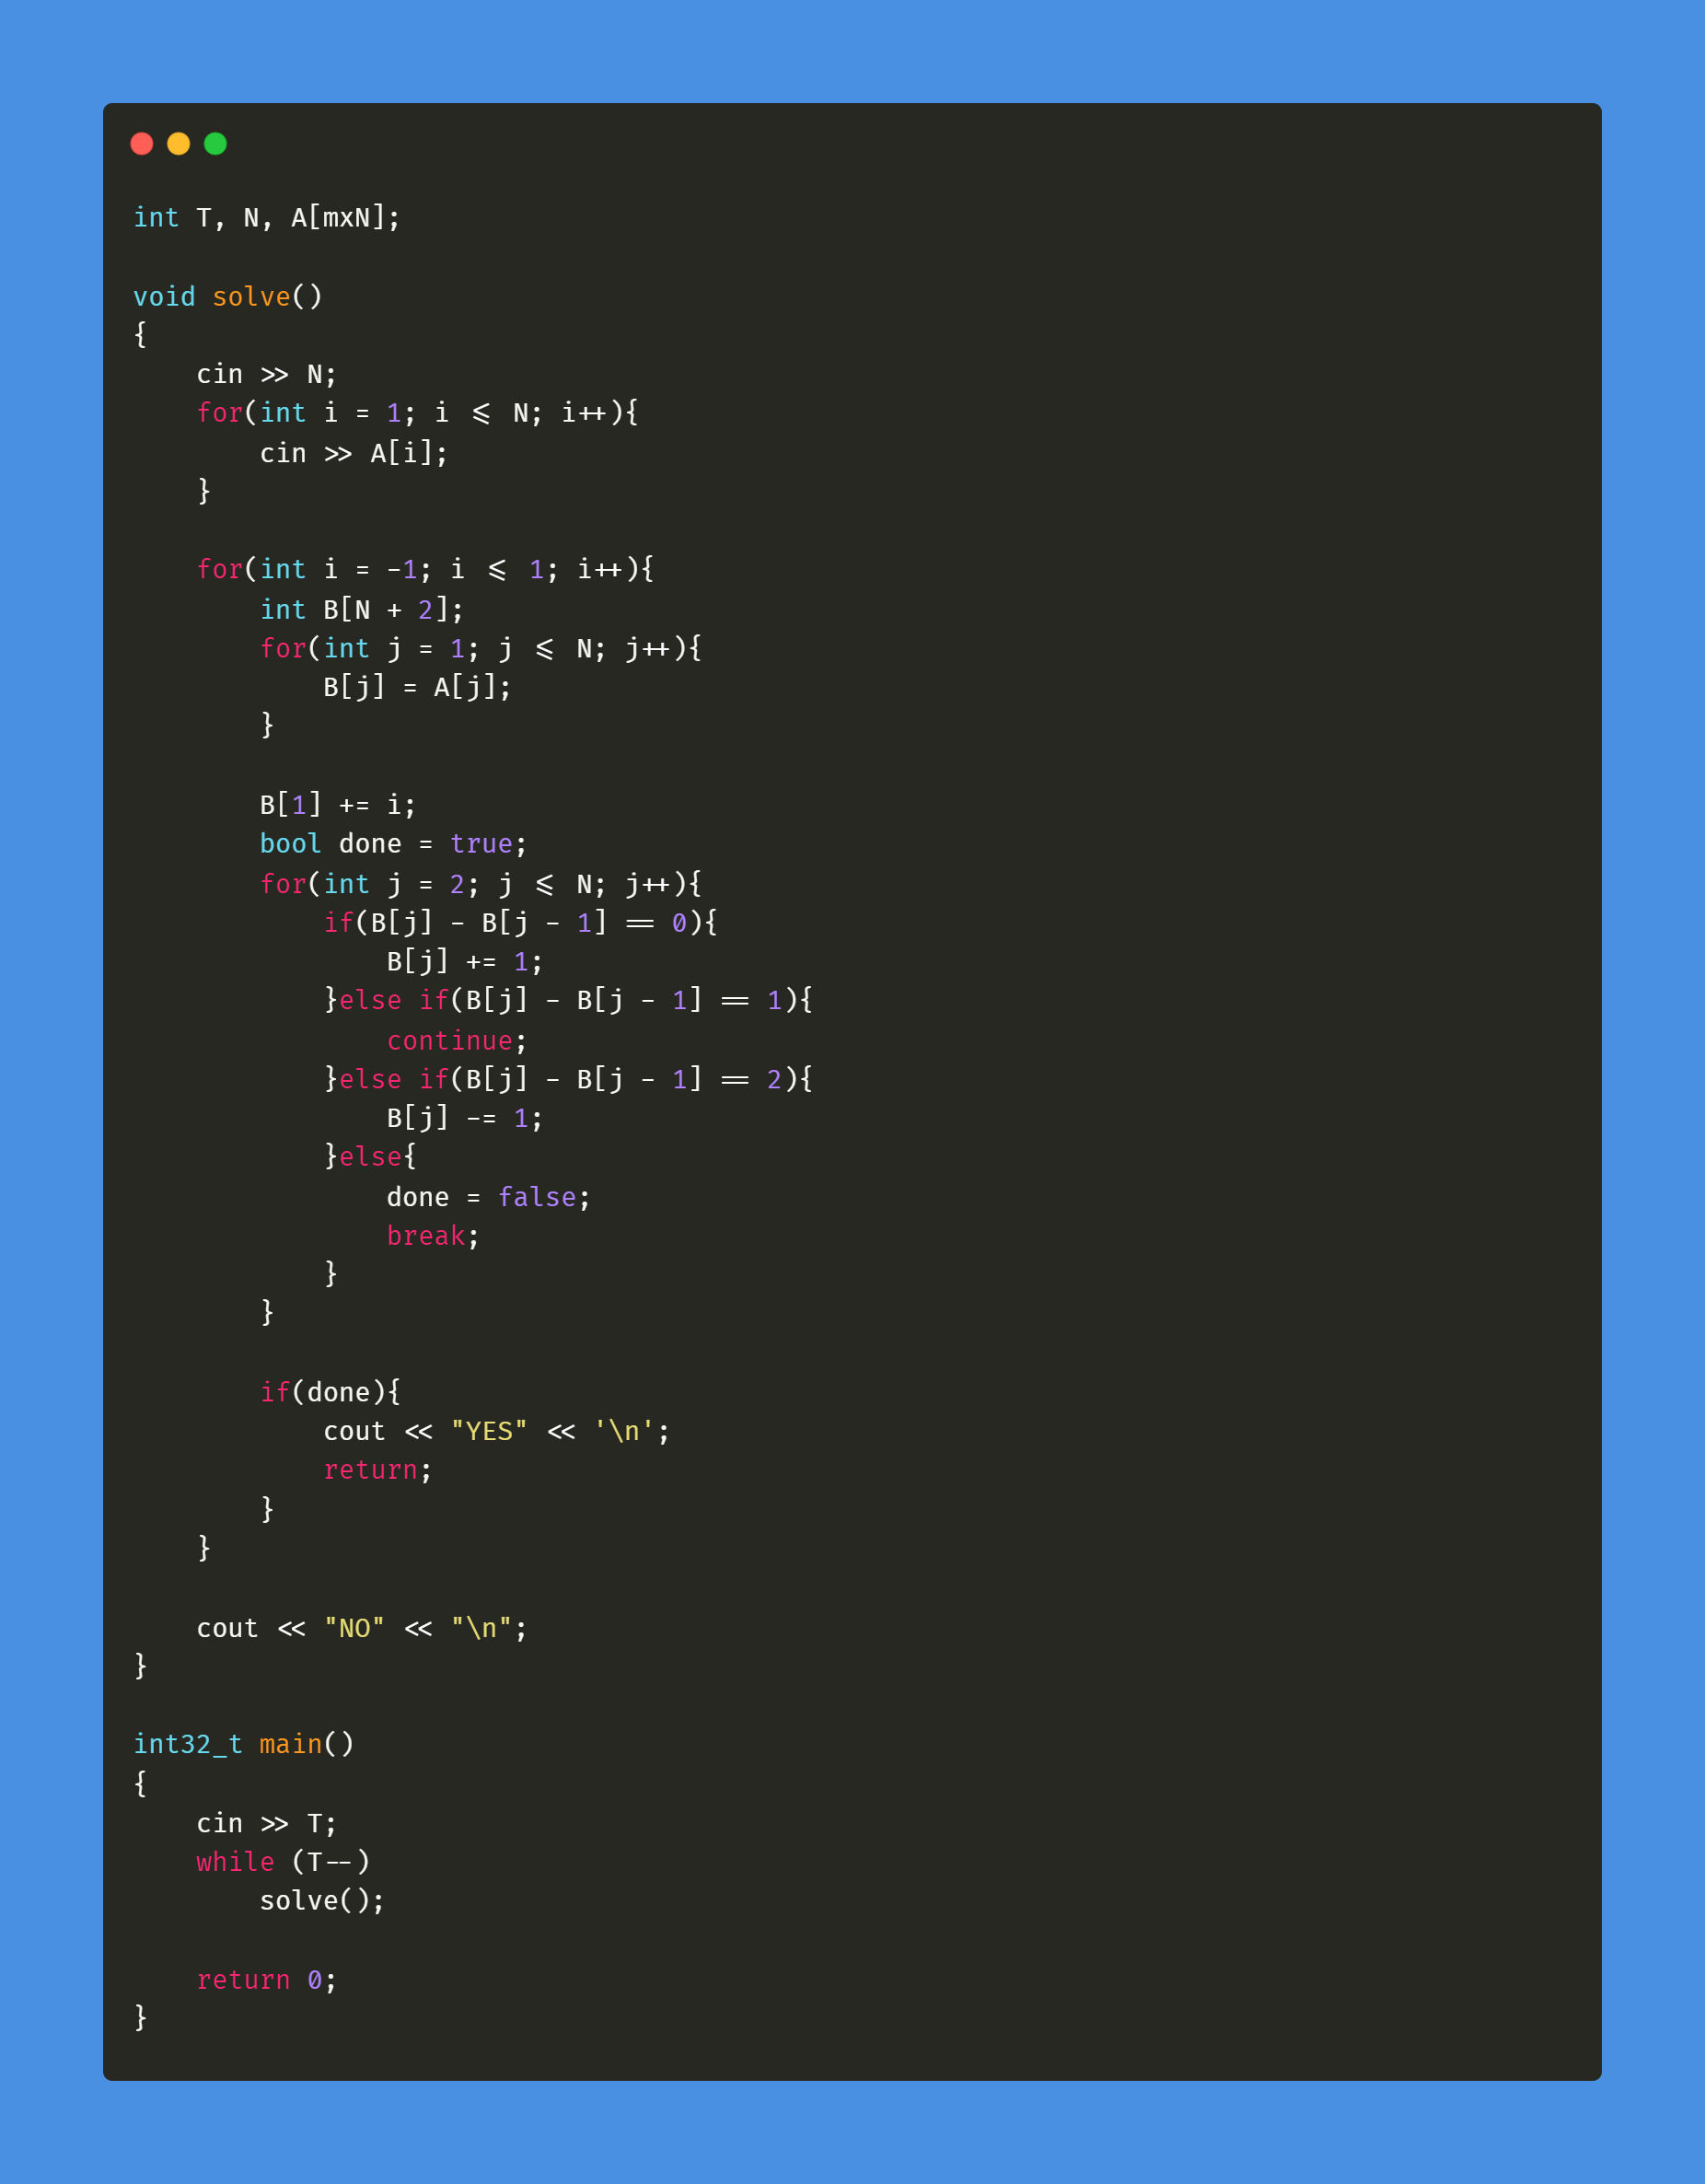 int T, N, A[mxN];

void solve()
{
    cin >> N;
    for(int i = 1; i <= N; i++){
        cin >> A[i];
    }

    for(int i = -1; i <= 1; i++){
        int B[N + 2];
        for(int j = 1; j <= N; j++){
            B[j] = A[j];
        }

        B[1] += i;
        bool done = true;
        for(int j = 2; j <= N; j++){
            if(B[j] - B[j - 1] == 0){
                B[j] += 1;
            }else if(B[j] - B[j - 1] == 1){
                continue;
            }else if(B[j] - B[j - 1] == 2){
                B[j] -= 1;
            }else{
                done = false;
                break;
            }
        }

        if(done){
            cout << "YES" << '\n';
            return;
        }
    }

    cout << "NO" << "\n";
}

int32_t main()
{
    cin >> T;
    while (T--)
        solve();

    return 0;
}